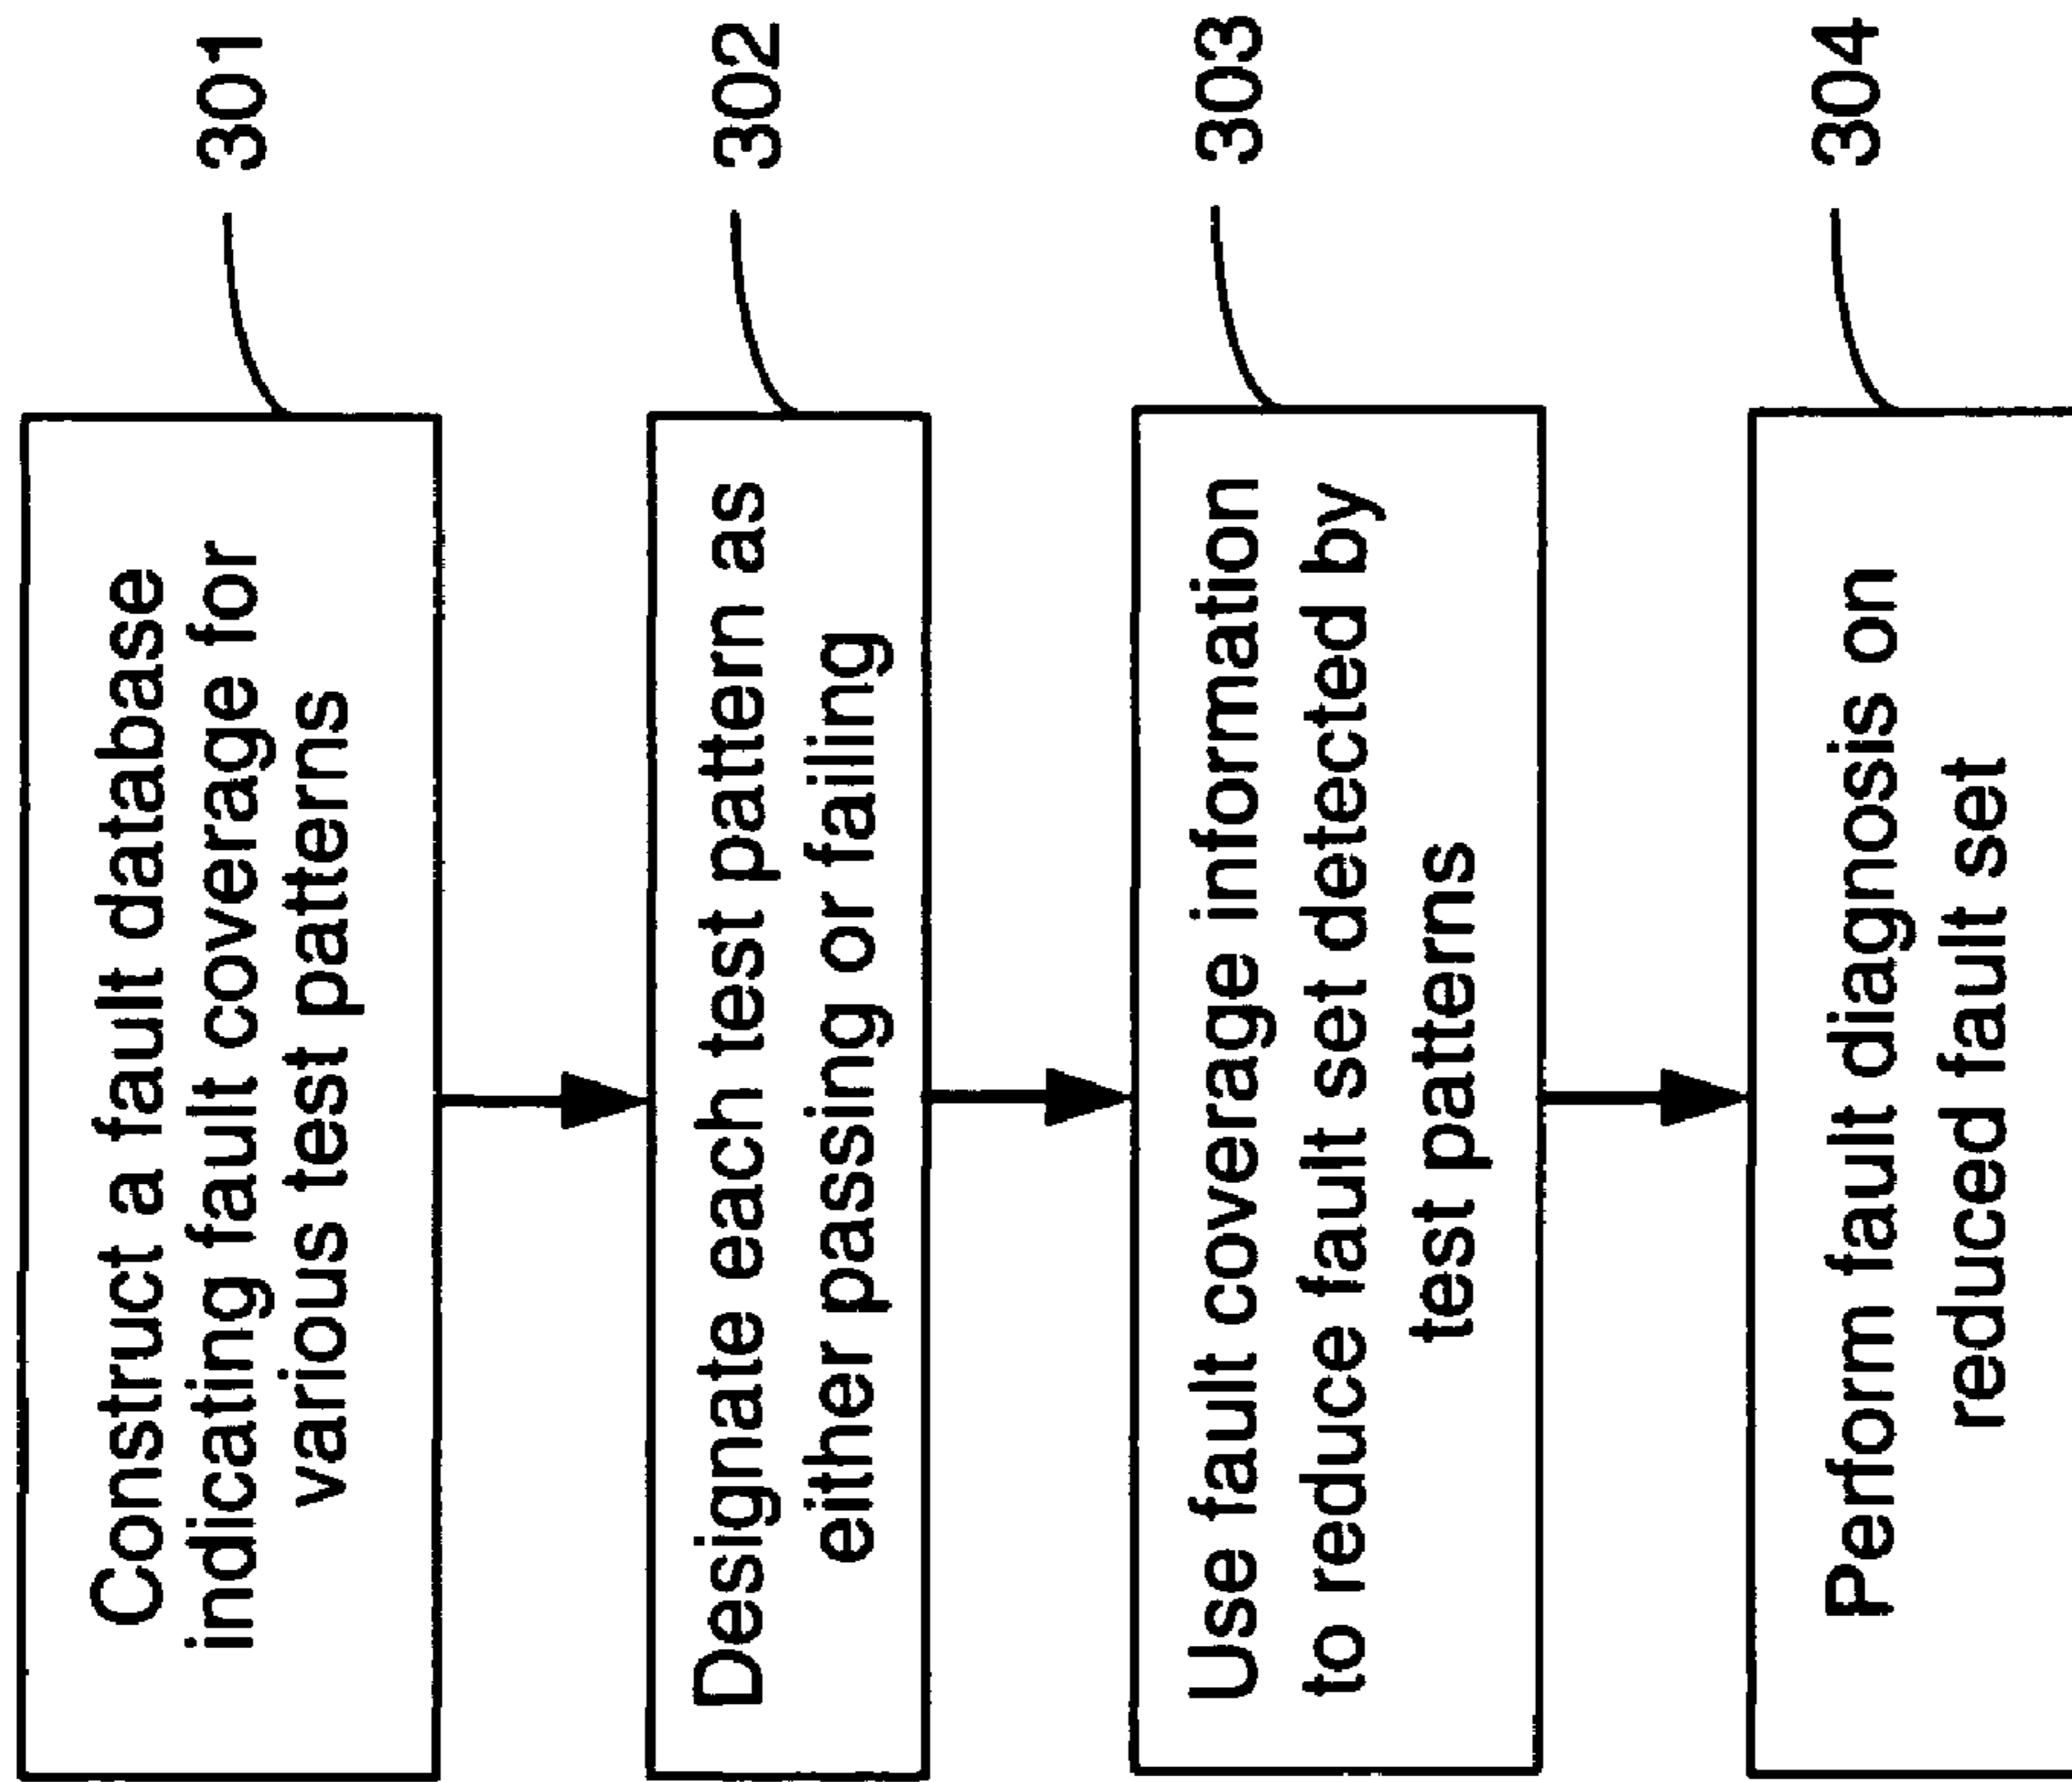 Construct a fault database
indicating fault coverage for
various test patterns
301
Designate each test pattern as
either passing or failing
302
Use fault coverage information
to reduce fault set detected by
test patterns
303
Perform fault diagnosis on
reduced fault set
304